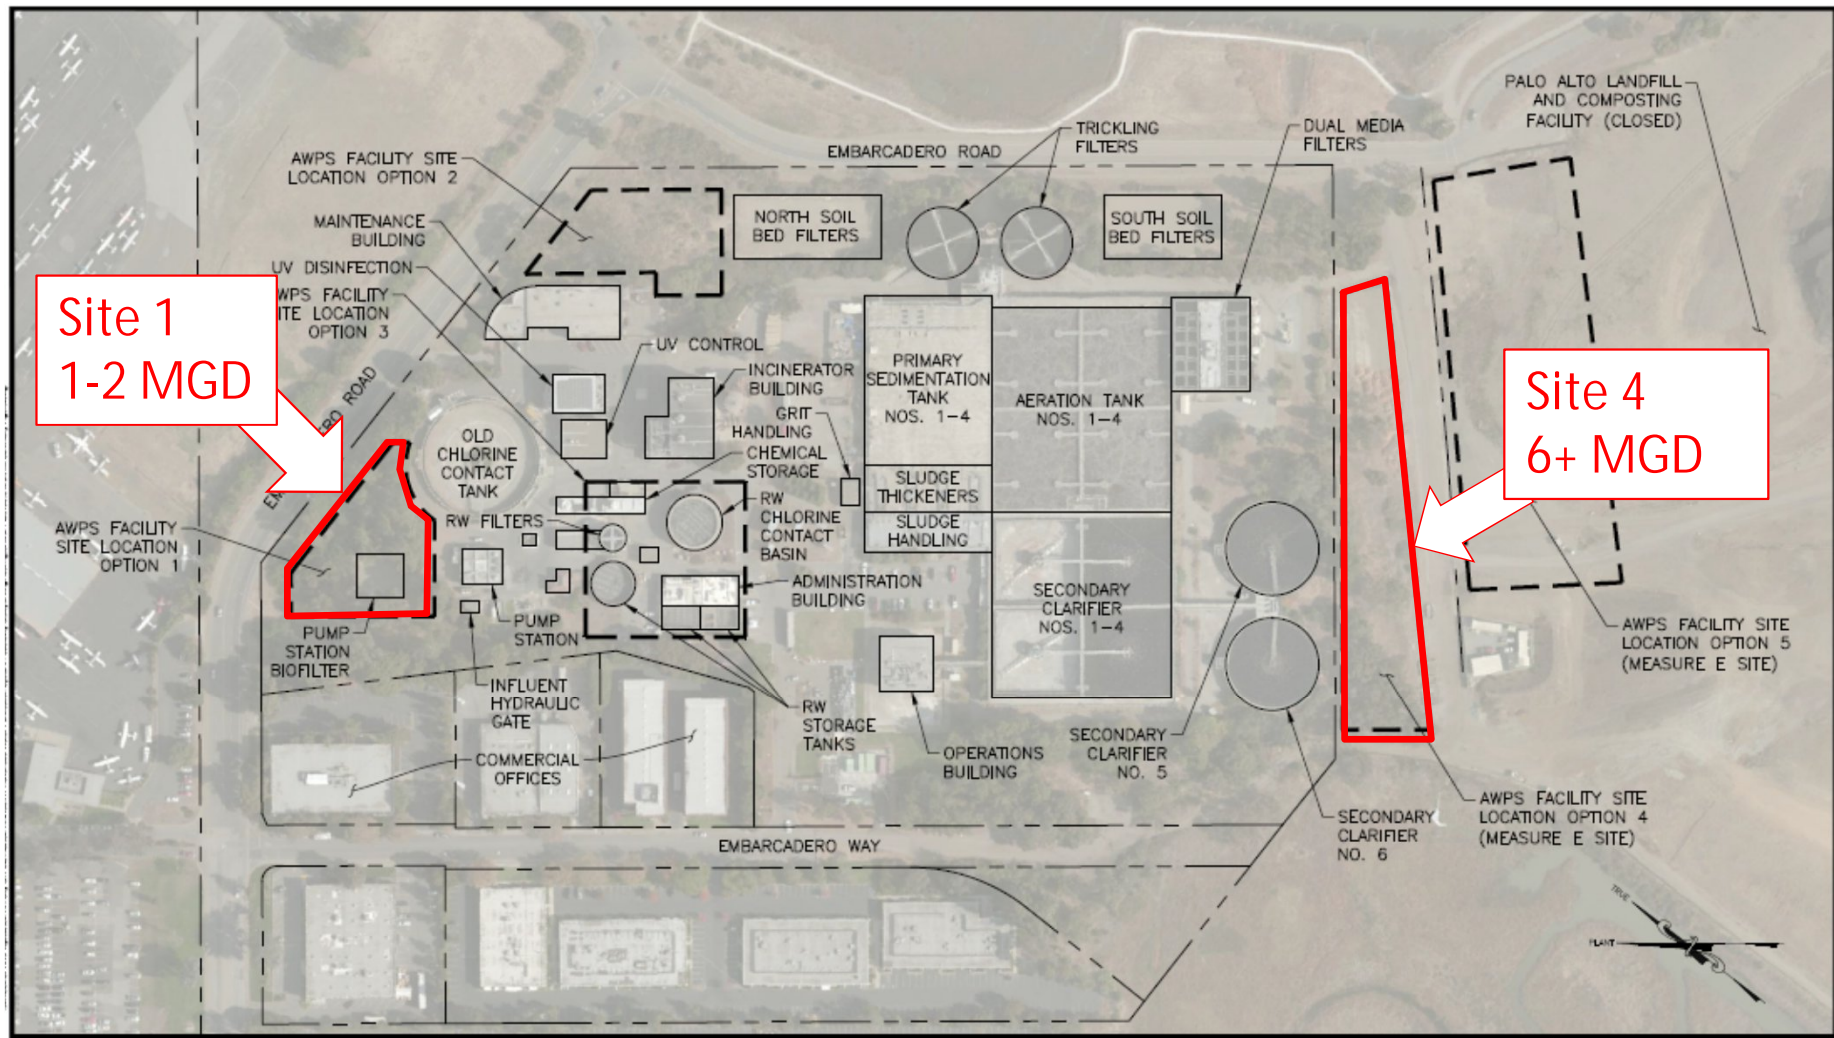 PALO ALTO LANDFILL
AND COMPOSTING
FACILITY (CLOSED)
TRICKLING
FILTERS
DUAL MEDIA
FILTERS
EMBARCADERO ROAD
AWPS FACILITY SITE
LOCATION OPTION 2
MAINTENANCE
BUILDING
NORTH SOIL
BED FILTERS
SOUTH SOIL
BED FILTERS
UV DISINFECTION
WPS FACILITY
ITE LOCATION
OPTION 3
Site 1
1-2 MGD
UV CONTROL
INCINERATOR
BUILDING
GRIT
HANDLING
CHEMICAL
STORAGE
PRIMARY
SEDIMENTATION
TANK
NOS. 1-4
AERATION TANK
NOS. 1-4
Site 4
6+ MGD
EM
ERO ROAD
OLD
CHLORINE
CONTACT
TANK
SLUDGE
THICKENERS
SLUDGE
HANDLING
RW FILTERS
RW
CHLORINE
CONTACT
BASIN
AWPS FACILITY
SITE LOCATION
OPTION 1
ADMINISTRATION
BUILDING
SECONDARY
CLARIFIER
NOS. 1-4
PUMP
STATION
BIOFILTER
PUMP
STATION
AWPS FACILITY SITE
LOCATION OPTION 5
(MEASURE E SITE)
INFLUENT
HYDRAULIC
GATE
RW
STORAGE
TANKS
COMMERCIAL
OFFICES
OPERATIONS
BUILDING
SECONDARY
CLARIFIER
NO. 5
AWPS FACILITY SITE
LOCATION OPTION 4
(MEASURE E SITE)
SECONDARY
CLARIFIER
NO. 6
EMBARCADERO WAY
TRUE
PLANT